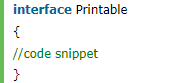 interface Printable
{
//code snippet
}